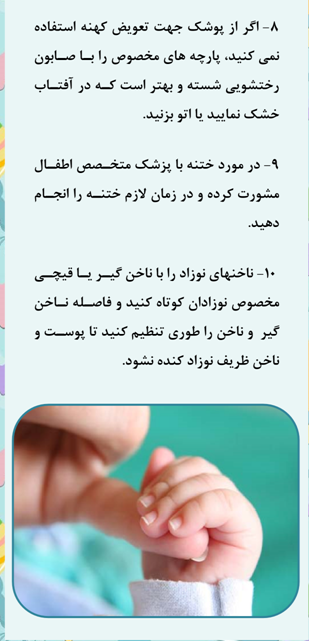 ۸- اگر از پوشک جهت تعویض کهنه استفاده
نمی کنید، پارچه های مخصوص را بـا صـابون
رختشویی شسته و بهتر است کـه در آفتـاب
خشک نمایید یا اتو بزنید.
۹- در مورد ختنه با پزشک متخـصص اطفـال
مشورت کرده و در زمان لازم ختنـه را انجـام
دهید.
۱۰- ناخنهای نوزاد را با ناخن گیـر یـا قیچـی
مخصوص نوزادان کوتاه کنید و فاصـله نـاخن
گیر و ناخن را طوری تنظیم کنید تا پوسـت و
ناخن ظریف نوزاد کنده نشود.